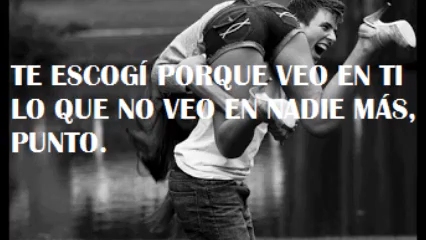 TE ESCOGÍ PORQUE VEO EN TI
LO QUE NO VEO EN NADIE MÁS,
PUNTO.